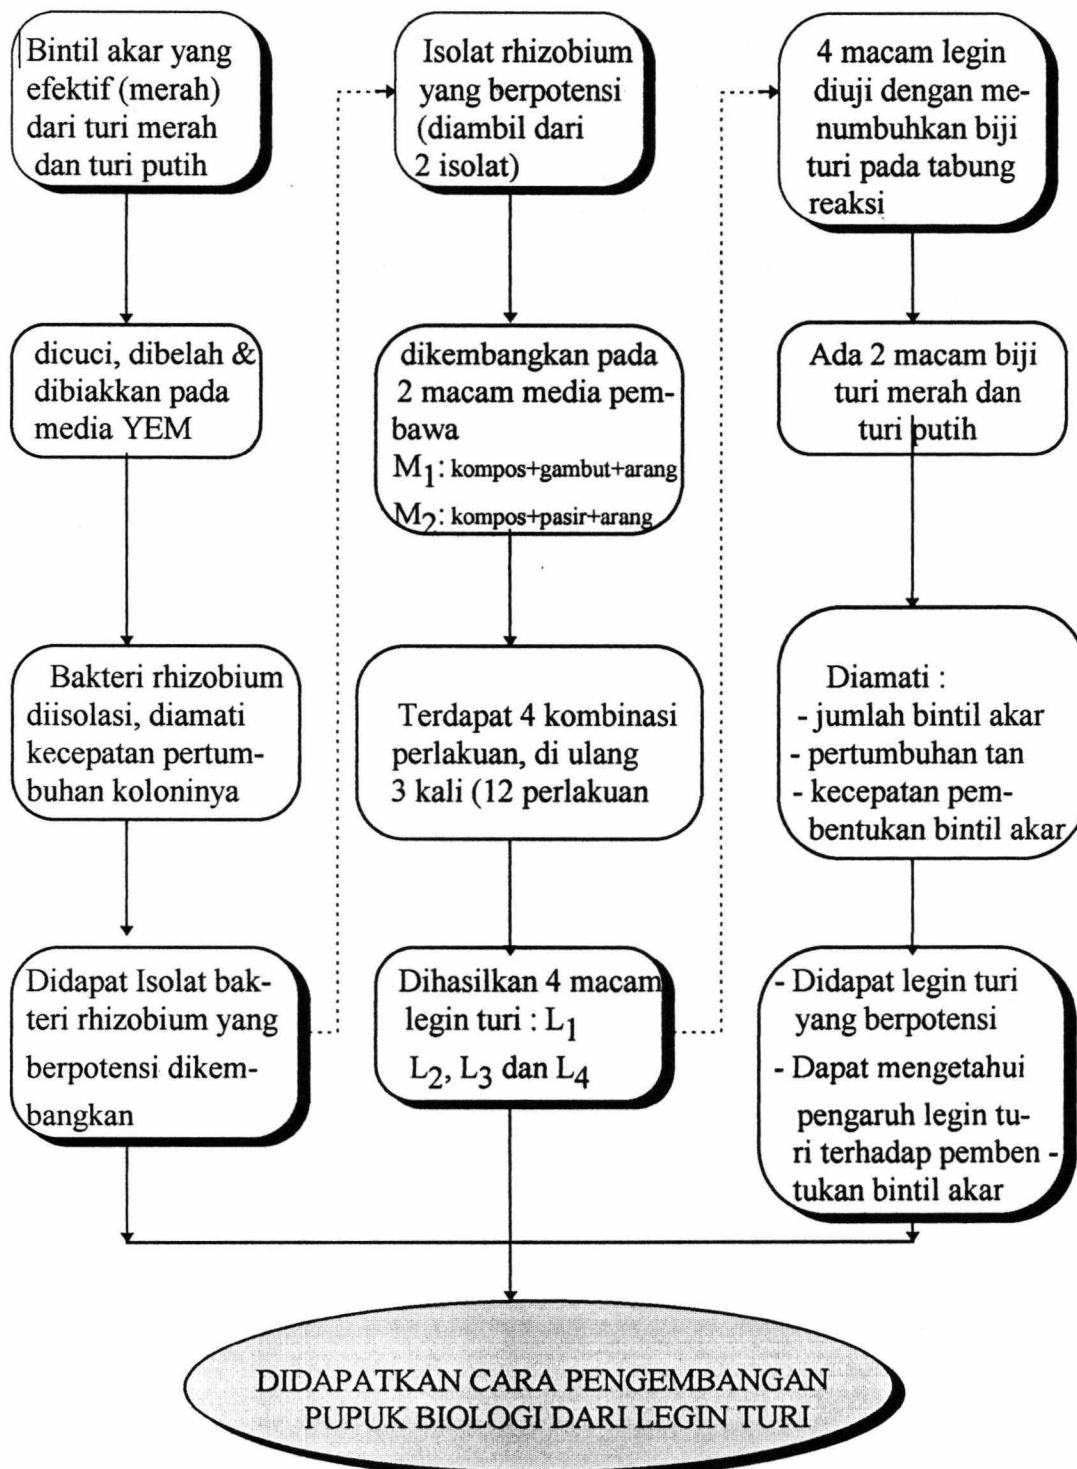 Bintil akar yang
efektif (merah)
dari turi merah
dan turi putih
dicuci, dibelah &
dibiakkan pada
media YEM
Bakteri rhizobium
diisolasi, diamati
kecepatan pertum-
buhan koloninya
Didapat Isolat bak-
teri rhizobium yang
berpotensi dikem-
bangkan
Isolat rhizobium
yang berpotensi
(diambil dari
2 isolat)
dikembangkan pada
2 macam media pem-
bawa
M1: kompos+gambut+arang
M2: kompos+pasir+arang
Terdapat 4 kombinasi
perlakuan, di ulang
3 kali (12 perlakuan
Dihasilkan 4 macam
legin turi : L1
L2, L3 dan L4
4 macam legin
diuji dengan me-
numbuhkan biji
turi pada tabung
reaksi
Ada 2 macam biji
turi merah dan
turi putih
Diamati :
- jumlah bintil akar
- pertumbuhan tan
- kecepatan pem-
bentukan bintil akar
- Didapat legin turi
yang berpotensi
- Dapat mengetahui
pengaruh legin tu-
ri terhadap pemben -
tukan bintil akar
DIDAPATKAN CARA PENGEMBANGAN
PUPUK BIOLOGI DARI LEGIN TURI